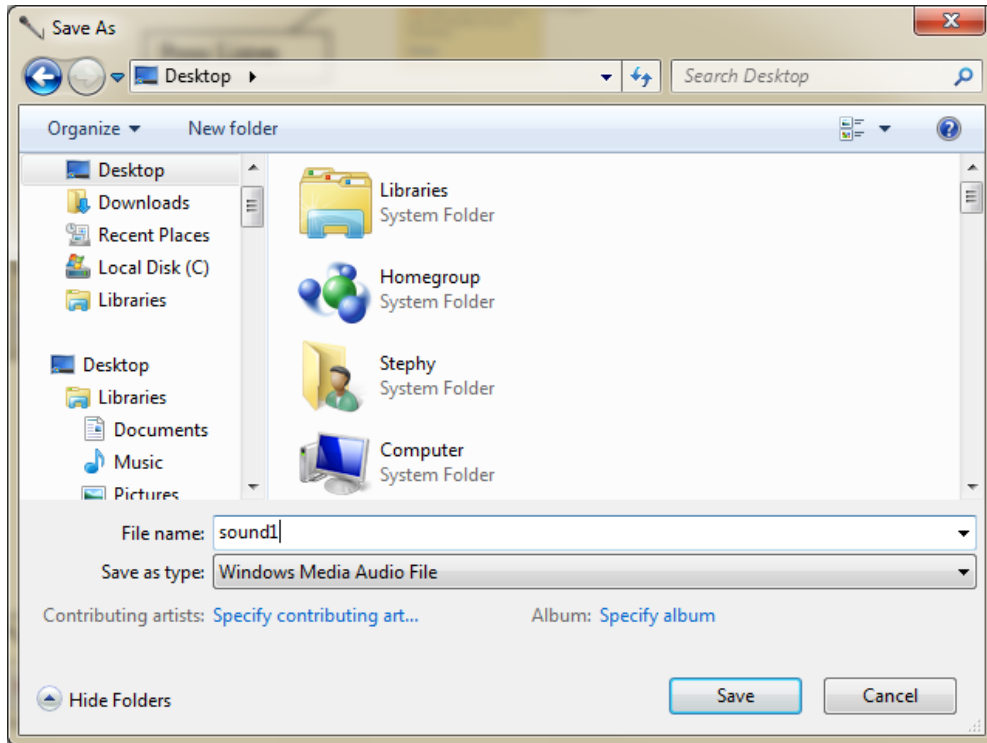 Save As
Desktop
Search Desktop
Organize
New folder
Desktop
Downloads
Recent Places
Local Disk (C)
Libraries
Desktop
Libraries
Documents
Music
Pictures
Libraries
System Folder
Homegroup
System Folder
Stephy
System Folder
Computer
System Folder
File name: sound1
Save as type: Windows Media Audio File
Contributing artists: Specify contributing art... Album: Specify album
Hide Folders
Save
Cancel